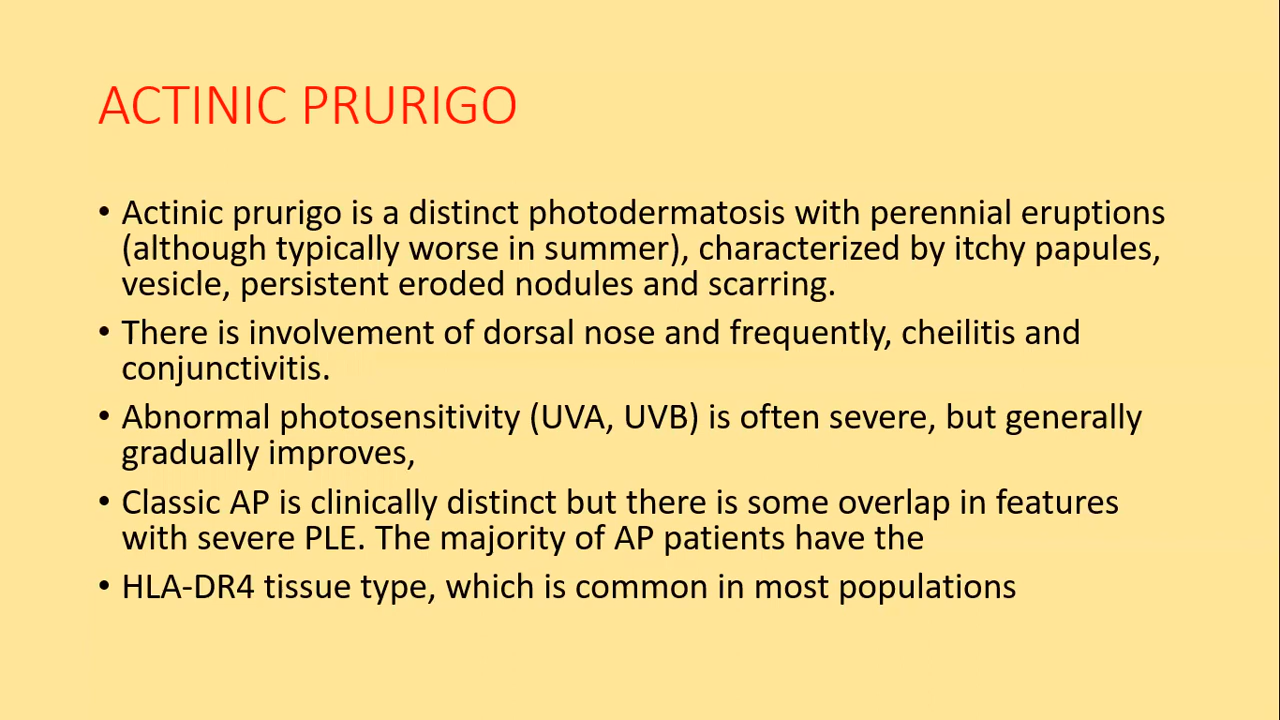 ACTINIC PRURIGO
• Actinic prurigo is a distinct photodermatosis with perennial eruptions
(although typically worse in summer), characterized by itchy papules,
vesicle, persistent eroded nodules and scarring.
• There is involvement of dorsal nose and frequently, cheilitis and
conjunctivitis.
• Abnormal photosensitivity (UVA, UVB) is often severe, but generally
gradually improves,
• Classic AP is clinically distinct but there is some overlap in features
with severe PLE. The majority of AP patients have the
• HLA-DR4 tissue type, which is common in most populations